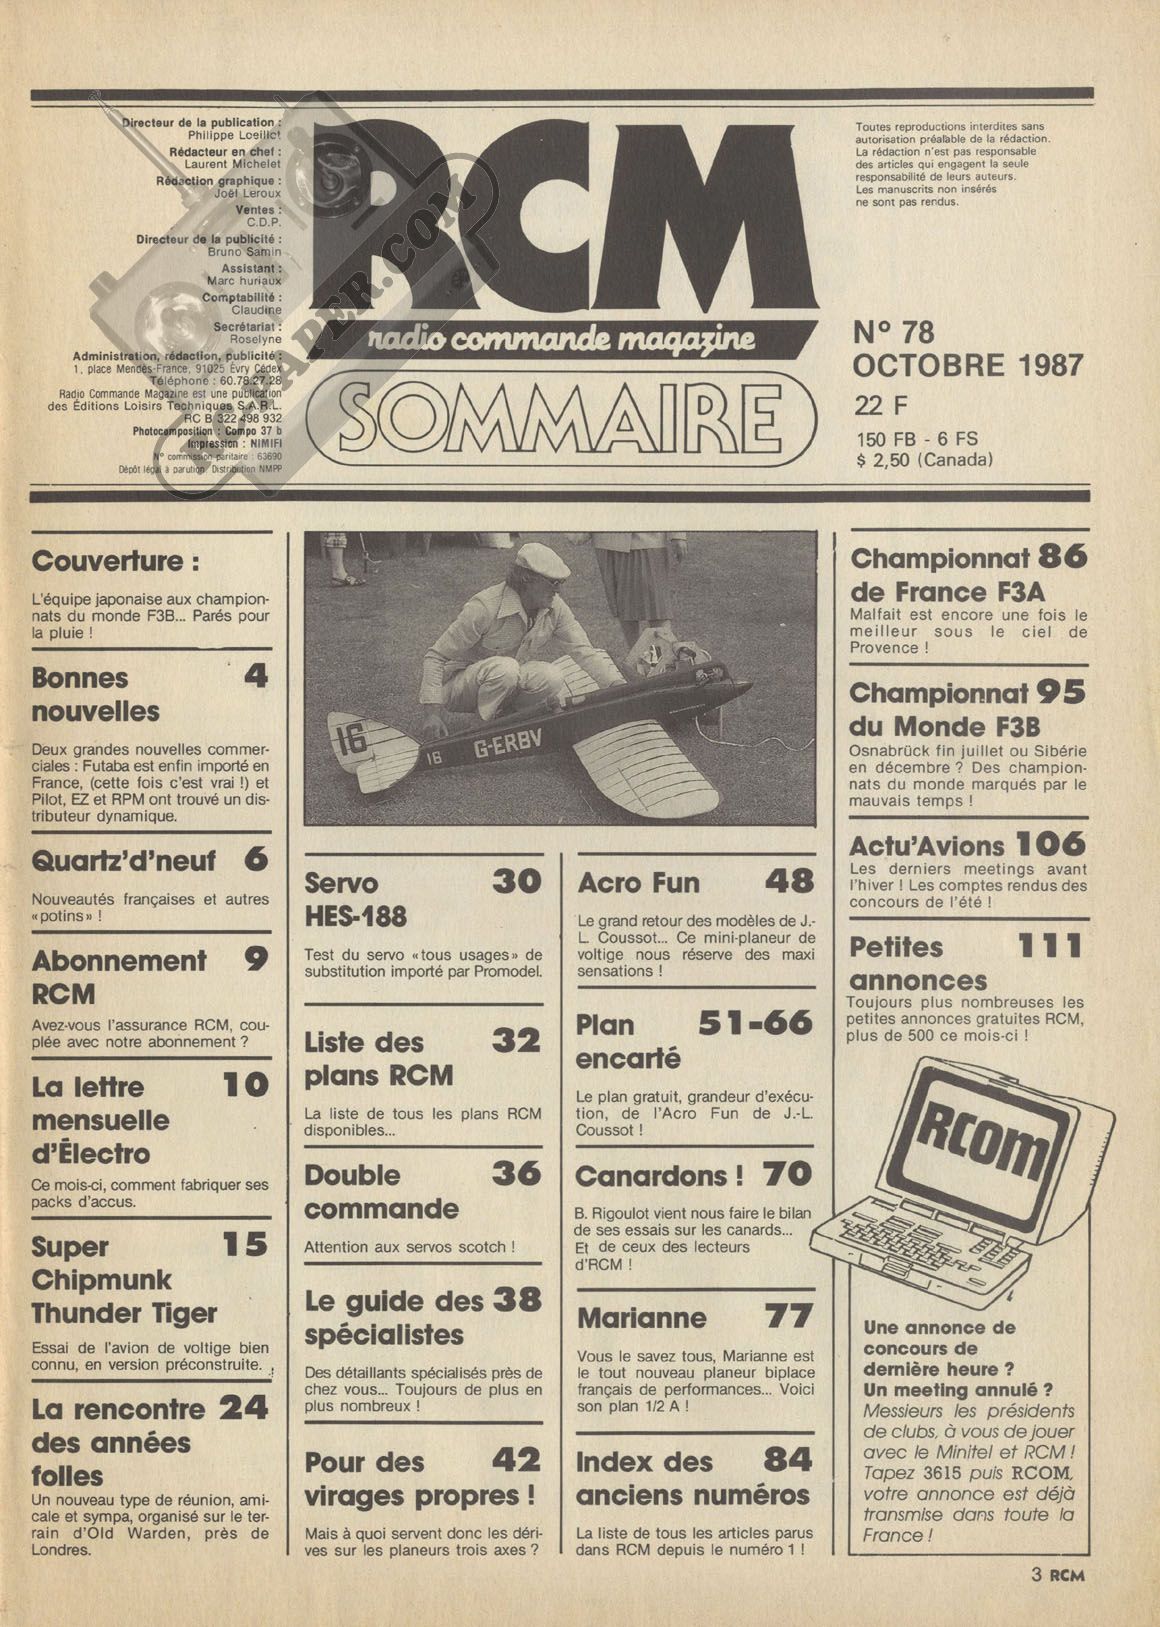 Directeur de la publication :
Philippe Loeillot
Rédacteur en chef :
Laurent Michelet
Rédaction graphique :
Joël Leroux
Ventes :
C.D.P.
Directeur de la publicité :
Bruno Samin
Assistant :
Marc huriaux
Comptabilité :
Claudine
Secrétariat :
Roselyne
Administration, rédaction, publicité :
1, place Mendès-France, 91025 Évry Cédex
Téléphone : 60.78.27.28
Radio Commande Magazine est une publication
des Éditions Loisirs Techniques S.A.R.L.
RC B 322 498 932
Photocomposition : Compo 37 b
Impression : NIMIFI
N° commission paritaire : 63690
Dépôt légal à parution. Distribution NMPP
RCM
radio commande magazine
SOMMAIRE
Toutes reproductions interdites sans
autorisation préalable de la rédaction.
La rédaction n'est pas responsable
des articles qui engagent la seule
responsabilité de leurs auteurs.
Les manuscrits non insérés
ne sont pas rendus.
N° 78
OCTOBRE 1987
22 F
150 FB - 6 FS
$ 2,50 (Canada)
Couverture :
L'équipe japonaise aux champion-
nats du monde F3B... Parés pour
la pluie !
Bonnes 4
nouvelles
Deux grandes nouvelles commer-
ciales : Futaba est enfin importé en
France, (cette fois c'est vrai !) et
Pilot, EZ et RPM ont trouvé un dis-
tributeur dynamique.
Quartz'd'neuf 6
Nouveautés françaises et autres
«potins» !
Abonnement 9
RCM
Avez-vous l'assurance RCM, cou-
plée avec notre abonnement ?
La lettre 10
mensuelle
d'Électro
Ce mois-ci, comment fabriquer ses
packs d'accus.
Super 15
Chipmunk
Thunder Tiger
Essai de l'avion de voltige bien
connu, en version préconstruite.
La rencontre 24
des années
folles
Un nouveau type de réunion, ami-
cale et sympa, organisé sur le ter-
rain d'Old Warden, près de
Londres.
16
16 G-ERBV
Servo 30
HES-188
Test du servo «tous usages» de
substitution importé par Promodel.
Liste des 32
plans RCM
La liste de tous les plans RCM
disponibles...
Double 36
commande
Attention aux servos scotch !
Le guide des 38
spécialistes
Des détaillants spécialisés près de
chez vous... Toujours de plus en
plus nombreux !
Pour des 42
virages propres !
Mais à quoi servent donc les déri-
ves sur les planeurs trois axes ?
Acro Fun 48
Le grand retour des modèles de J.-
L. Coussot... Ce mini-planeur de
voltige nous réserve des maxi
sensations !
Plan 51-66
encarté
Le plan gratuit, grandeur d'exécu-
tion, de l'Acro Fun de J.-L.
Coussot !
Canardons ! 70
B. Rigoulot vient nous faire le bilan
de ses essais sur les canards...
Et de ceux des lecteurs
d'RCM !
Marianne 77
Vous le savez tous, Marianne est
le tout nouveau planeur biplace
français de performances... Voici
son plan 1/2 A !
Index des 84
anciens numéros
La liste de tous les articles parus
dans RCM depuis le numéro 1 !
Championnat 86
de France F3A
Malfait est encore une fois le
meilleur sous le ciel de
Provence !
Championnat 95
du Monde F3B
Osnabrück fin juillet ou Sibérie
en décembre ? Des champion-
nats du monde marqués par le
mauvais temps !
Actu'Avions 106
Les derniers meetings avant
l'hiver ! Les comptes rendus des
concours de l'été !
Petites 111
annonces
Toujours plus nombreuses les
petites annonces gratuites RCM,
plus de 500 ce mois-ci !
RCOM
Une annonce de
concours de
dernière heure ?
Un meeting annulé ?
Messieurs les présidents
de clubs, à vous de jouer
avec le Minitel et RCM !
Tapez 3615 puis RCOM,
votre annonce est déjà
transmise dans toute la
France !
3 RCM